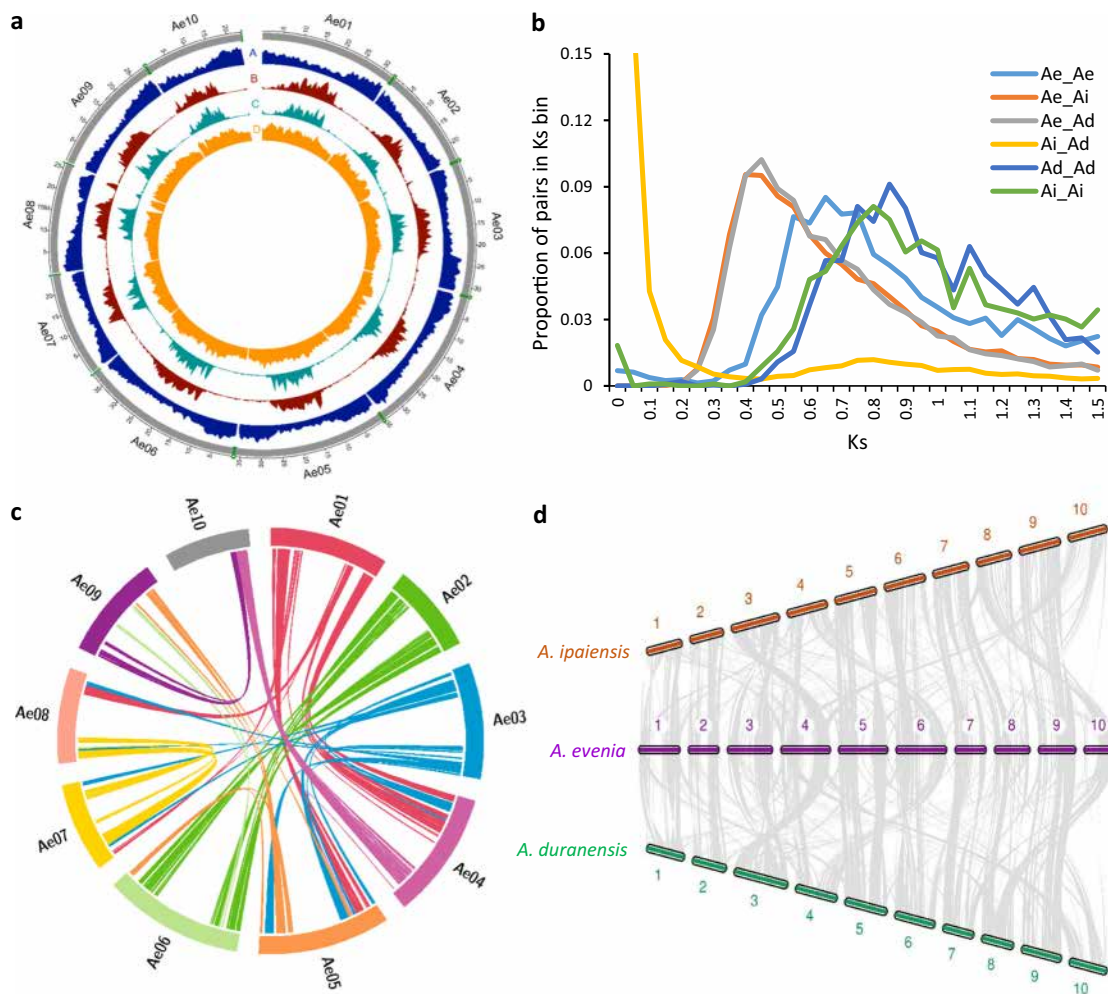 a
Ae10
Ae01
Ae09
Ae02
Ae08
Ae03
Ae07
Ae04
Ae06
Ae05
A
B
C
D
b
0.15
0.12
0.09
0.06
0.03
0
Proportion of pairs in Ks bin
0 0.1 0.2 0.3 0.4 0.5 0.6 0.7 0.8 0.9 1 1.1 1.2 1.3 1.4 1.5
Ks
Ae_Ae
Ae_Ai
Ae_Ad
Ai_Ad
Ad_Ad
Ai_Ai
c
Ae10
Ae01
Ae09
Ae02
Ae08
Ae03
Ae07
Ae04
Ae06
Ae05
d
1 2 3 4 5 6 7 8 9 10
A. ipaiensis
1 2 3 4 5 6 7 8 9 10
A. evenia
A. duranensis
1 2 3 4 5 6 7 8 9 10